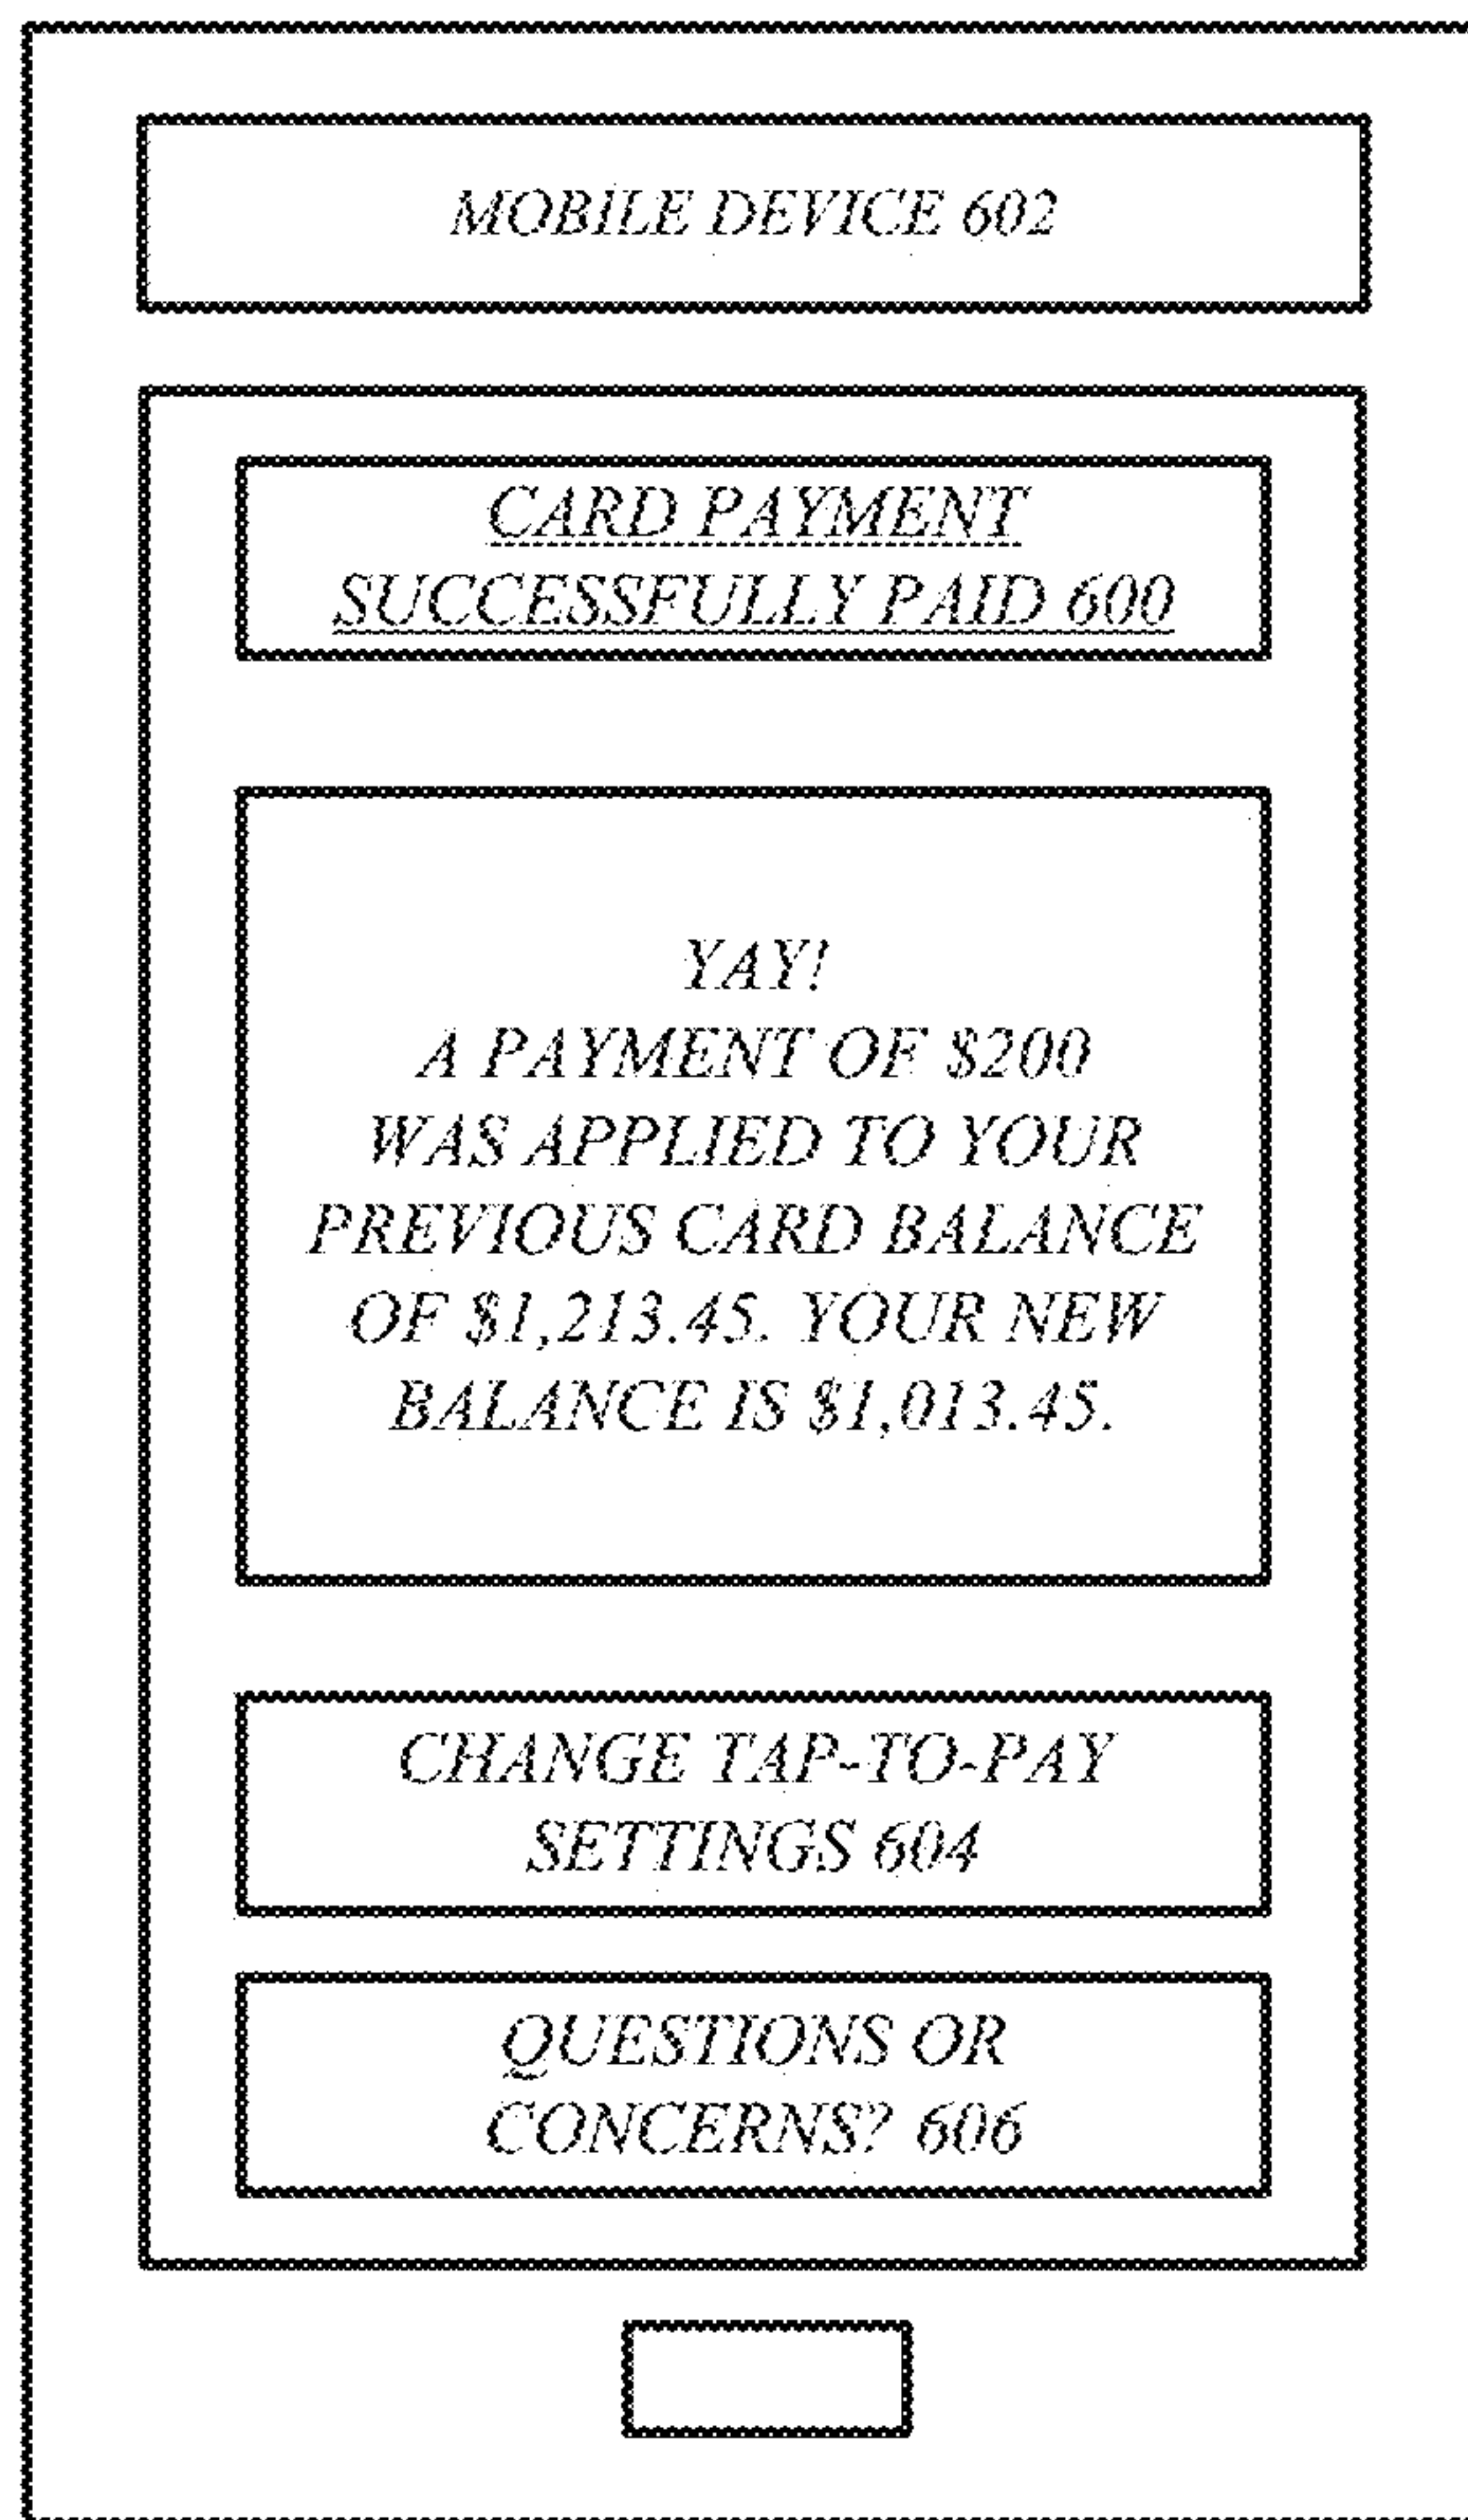 MOBILE DEVICE 602
CARD PAYMENT
SUCCESSFULLY PAID 600
YAY!
A PAYMENT OF $200
WAS APPLIED TO YOUR
PREVIOUS CARD BALANCE
OF $1,213.45. YOUR NEW
BALANCE IS $1,013.45.
CHANGE TAP-TO-PAY
SETTINGS 604
QUESTIONS OR
CONCERNS? 606